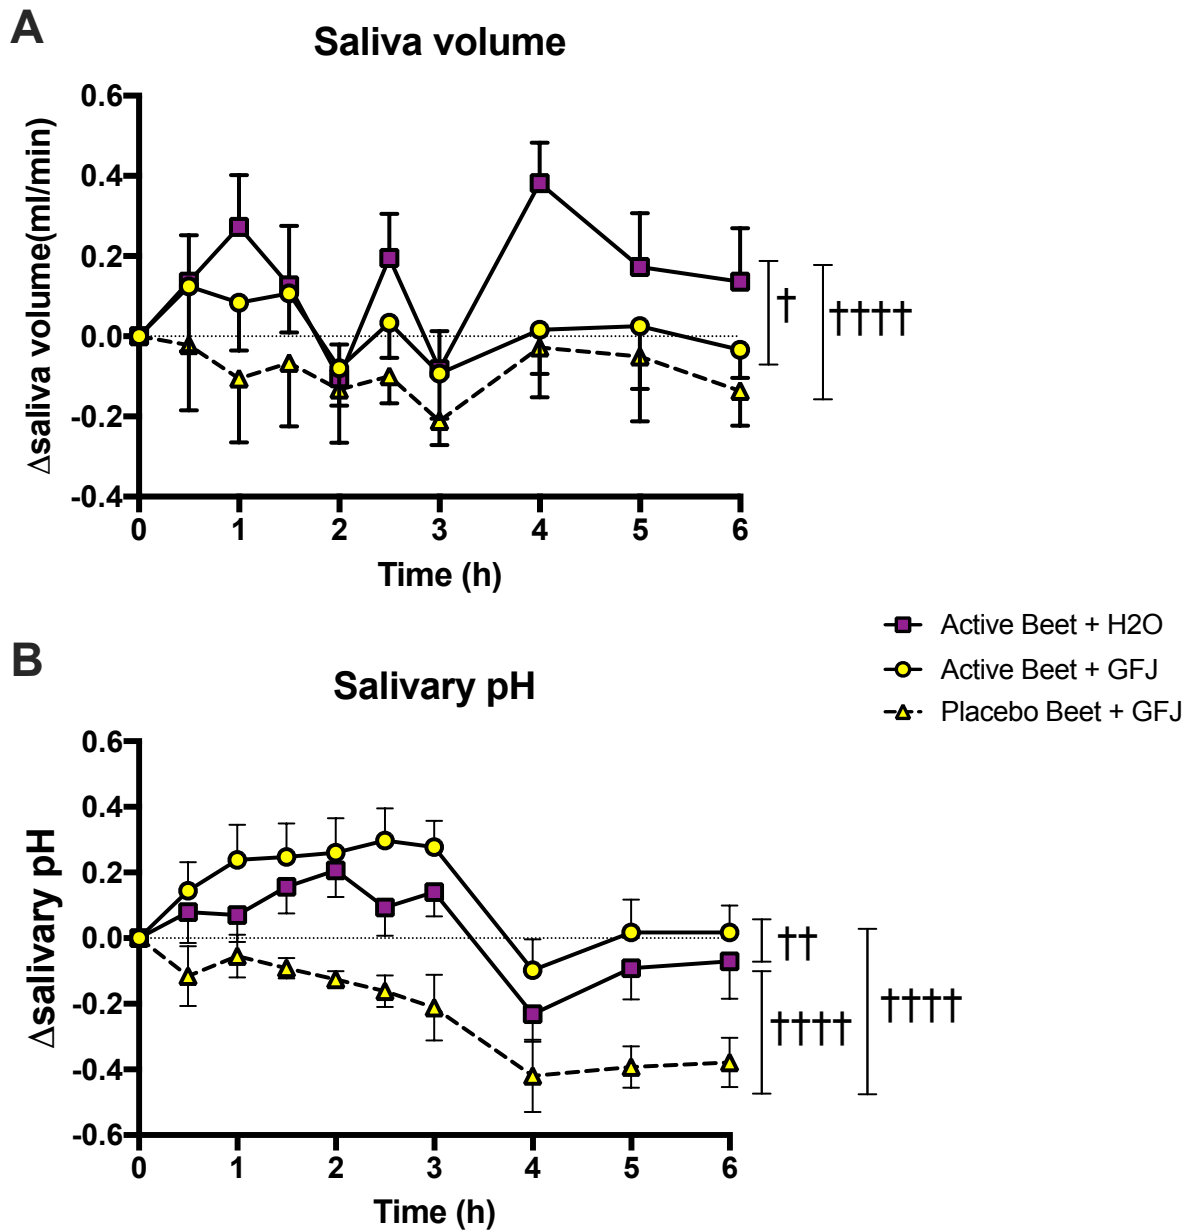 A
Saliva volume
Δsaliva volume(ml/min)
0.6
0.4
0.2
0.0
-0.2
-0.4
†
††††
0 1 2 3 4 5 6
Time (h)
Active Beet + H2O
Active Beet + GFJ
Placebo Beet + GFJ
B
Salivary pH
Δsalivary pH
0.6
0.4
0.2
0.0
-0.2
-0.4
-0.6
††
††††
††††
0 1 2 3 4 5 6
Time (h)